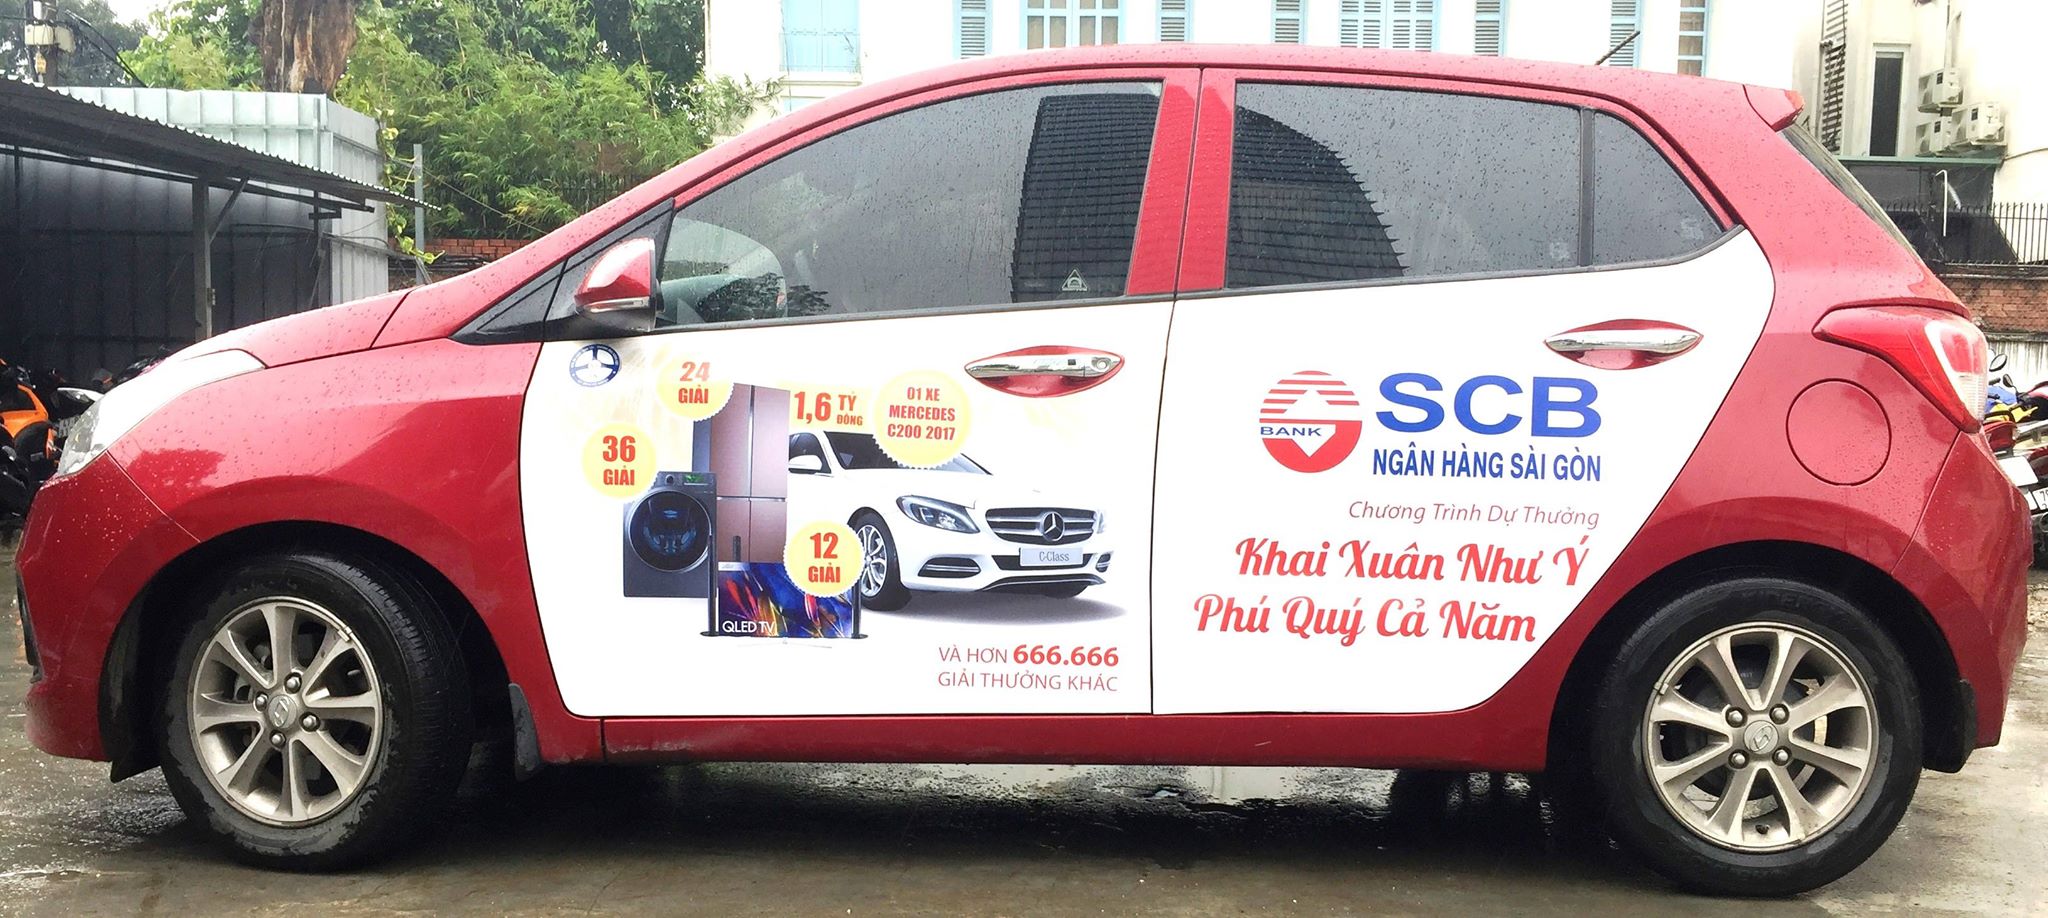 24
GIẢI
36
GIẢI
1,6 TỶ
ĐỒNG
01 XE
MERCEDES
C200 2017
12
GIẢI
C-Class
QLED TV
VÀ HƠN 666.666
GIẢI THƯỞNG KHÁC
BANK
SCB
NGÂN HÀNG SÀI GÒN
Chương Trình Dự Thưởng
Khai Xuân Như Ý
Phú Quý Cả Năm